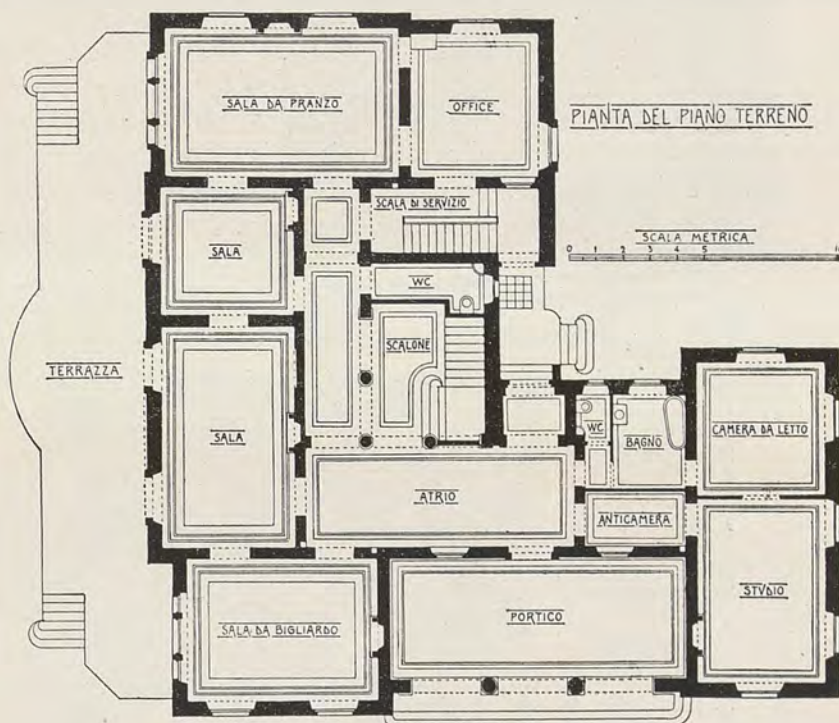 SALA DA PRANZO
OFFICE
PIANTA DEL PIANO TERRENO
SCALA DI SERVIZIO
SCALA METRICA
0 1 2 3 4 5
SALA
WC
SCALONE
TERRAZZA
SALA
WC
BAGNO
CAMERA DA LETTO
ATRIO
ANTICAMERA
STVDIO
PORTICO
SALA DA BIGLIARDO